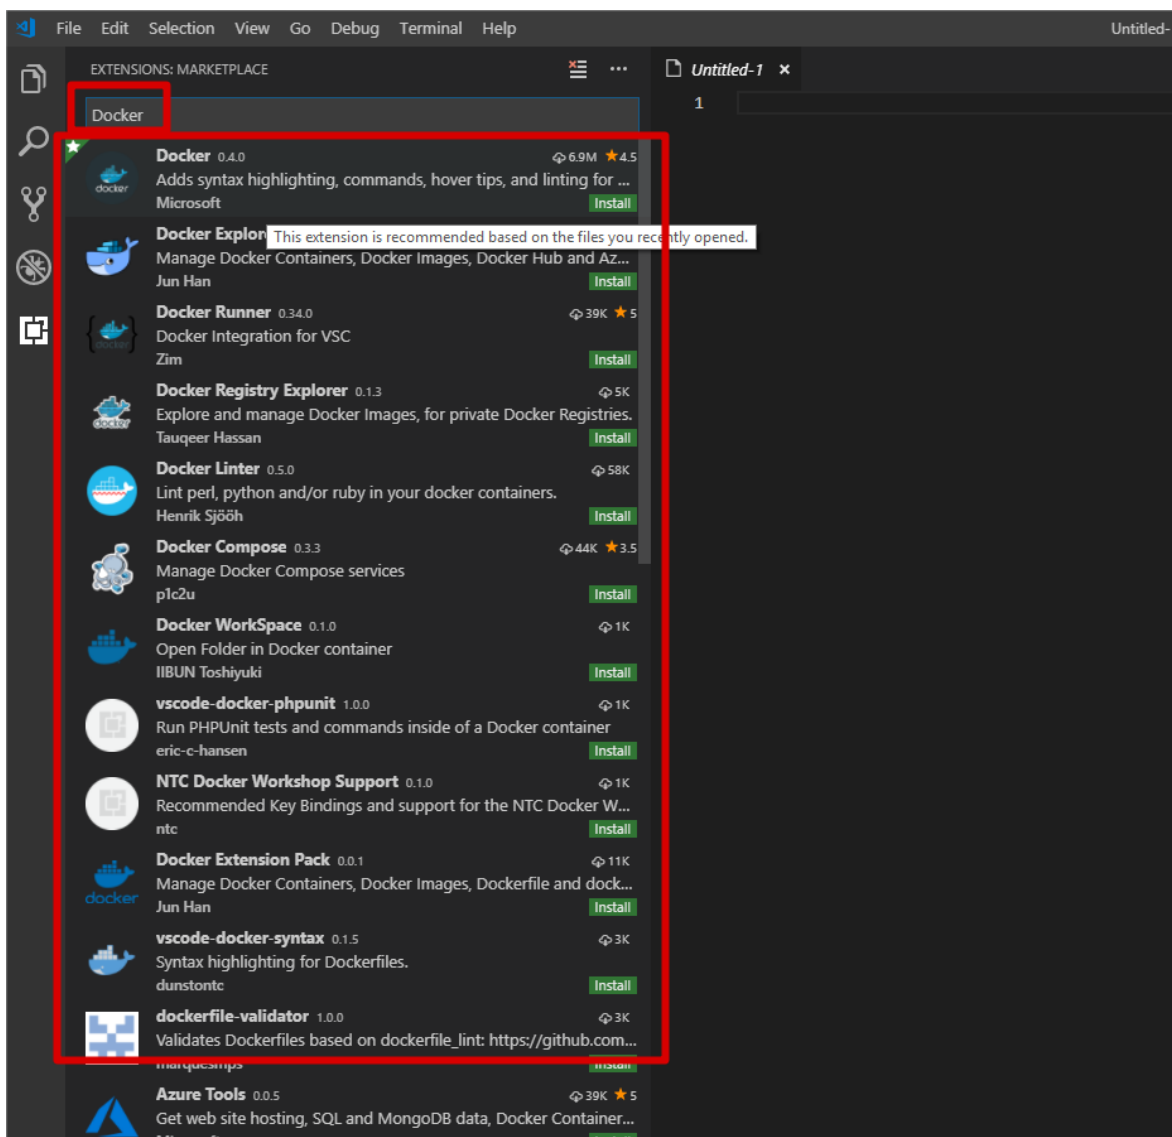 File Edit Selection View Go Debug Terminal Help Untitled-
EXTENSIONS: MARKETPLACE
Untitled-1
1
Docker
Docker 0.4.0 6.9M 4.5
Adds syntax highlighting, commands, hover tips, and linting for ...
Microsoft Install
This extension is recommended based on the files you recently opened.
Docker Explor
Manage Docker Containers, Docker Images, Docker Hub and Az...
Jun Han Install
Docker Runner 0.34.0 39K 5
Docker Integration for VSC
Zim Install
Docker Registry Explorer 0.1.3 5K
Explore and manage Docker Images, for private Docker Registries.
Tauqeer Hassan Install
Docker Linter 0.5.0 58K
Lint perl, python and/or ruby in your docker containers.
Henrik Sjööh Install
Docker Compose 0.3.3 44K 3.5
Manage Docker Compose services
p1c2u Install
Docker WorkSpace 0.1.0 1K
Open Folder in Docker container
IIBUN Toshiyuki Install
vscode-docker-phpunit 1.0.0 1K
Run PHPUnit tests and commands inside of a Docker container
eric-c-hansen Install
NTC Docker Workshop Support 0.1.0 1K
Recommended Key Bindings and support for the NTC Docker W...
ntc Install
Docker Extension Pack 0.0.1 11K
Manage Docker Containers, Docker Images, Dockerfile and dock...
docker
Jun Han Install
vscode-docker-syntax 0.1.5 3K
Syntax highlighting for Dockerfiles.
dunstontc Install
dockerfile-validator 1.0.0 3K
Validates Dockerfiles based on dockerfile_lint: https://github.com...
Install
Azure Tools 0.0.5 39K 5
Get web site hosting, SQL and MongoDB data, Docker Container...